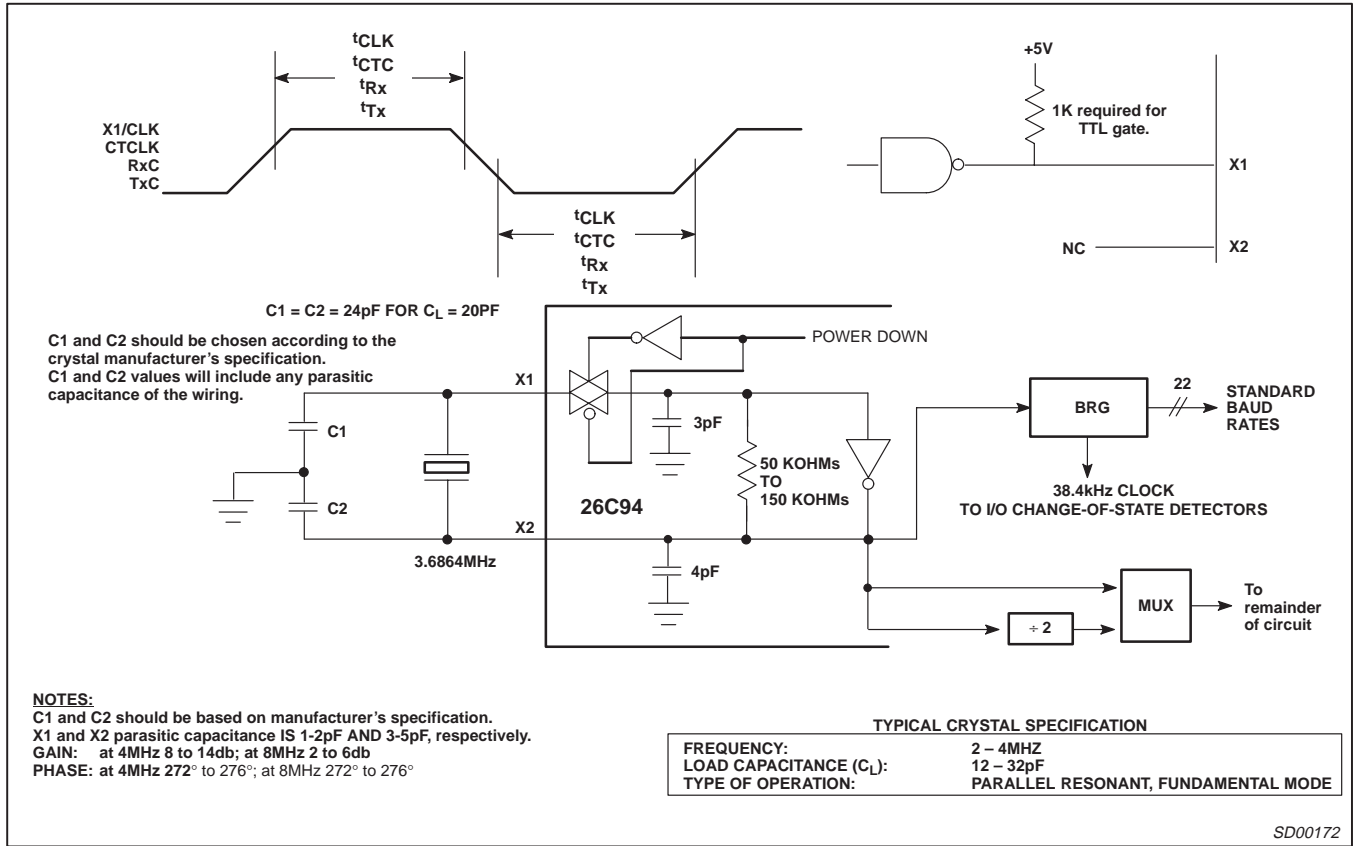 tCLK
tCTC
tRx
tTx
X1/CLK
CTCLK
RxC
TxC
tCLK
tCTC
tRx
tTx
+5V
1K required for
TTL gate.
X1
NC
X2
C1 = C2 = 24pF FOR CL = 20PF
C1 and C2 should be chosen according to the
crystal manufacturer's specification.
C1 and C2 values will include any parasitic
capacitance of the wiring.
POWER DOWN
X1
C1
3pF
BRG
22
STANDARD
BAUD
RATES
50 KOHMs
TO
150 KOHMs
38.4kHz CLOCK
TO I/O CHANGE-OF-STATE DETECTORS
26C94
C2
X2
3.6864MHz
4pF
MUX
To
remainder
of circuit
÷ 2
NOTES:
C1 and C2 should be based on manufacturer's specification.
X1 and X2 parasitic capacitance IS 1-2pF AND 3-5pF, respectively.
GAIN: at 4MHz 8 to 14db; at 8MHz 2 to 6db
PHASE: at 4MHz 272° to 276°; at 8MHz 272° to 276°
TYPICAL CRYSTAL SPECIFICATION
FREQUENCY: 2 – 4MHZ
LOAD CAPACITANCE (CL): 12 – 32pF
TYPE OF OPERATION: PARALLEL RESONANT, FUNDAMENTAL MODE
SD00172